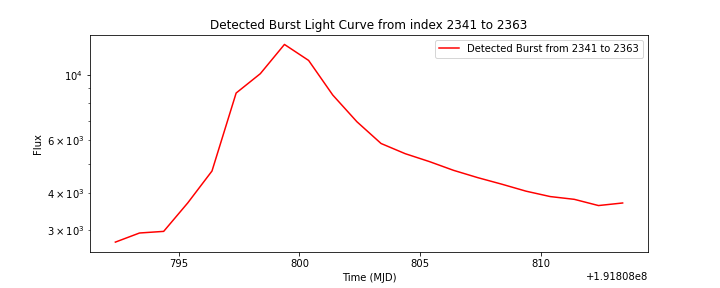 Detected Burst Light Curve from index 2341 to 2363
Detected Burst from 2341 to 2363
10⁴
6 × 10³
4 × 10³
3 × 10³
Flux
795
800
805
810
Time (MJD)
+1.91808e8